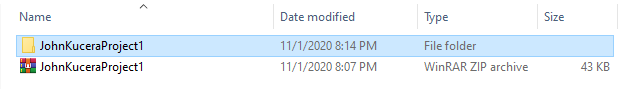 Name Date modified Type Size
JohnKuceraProject1 11/1/2020 8:14 PM File folder
JohnKuceraProject1 11/1/2020 8:07 PM WinRAR ZIP archive 43 KB